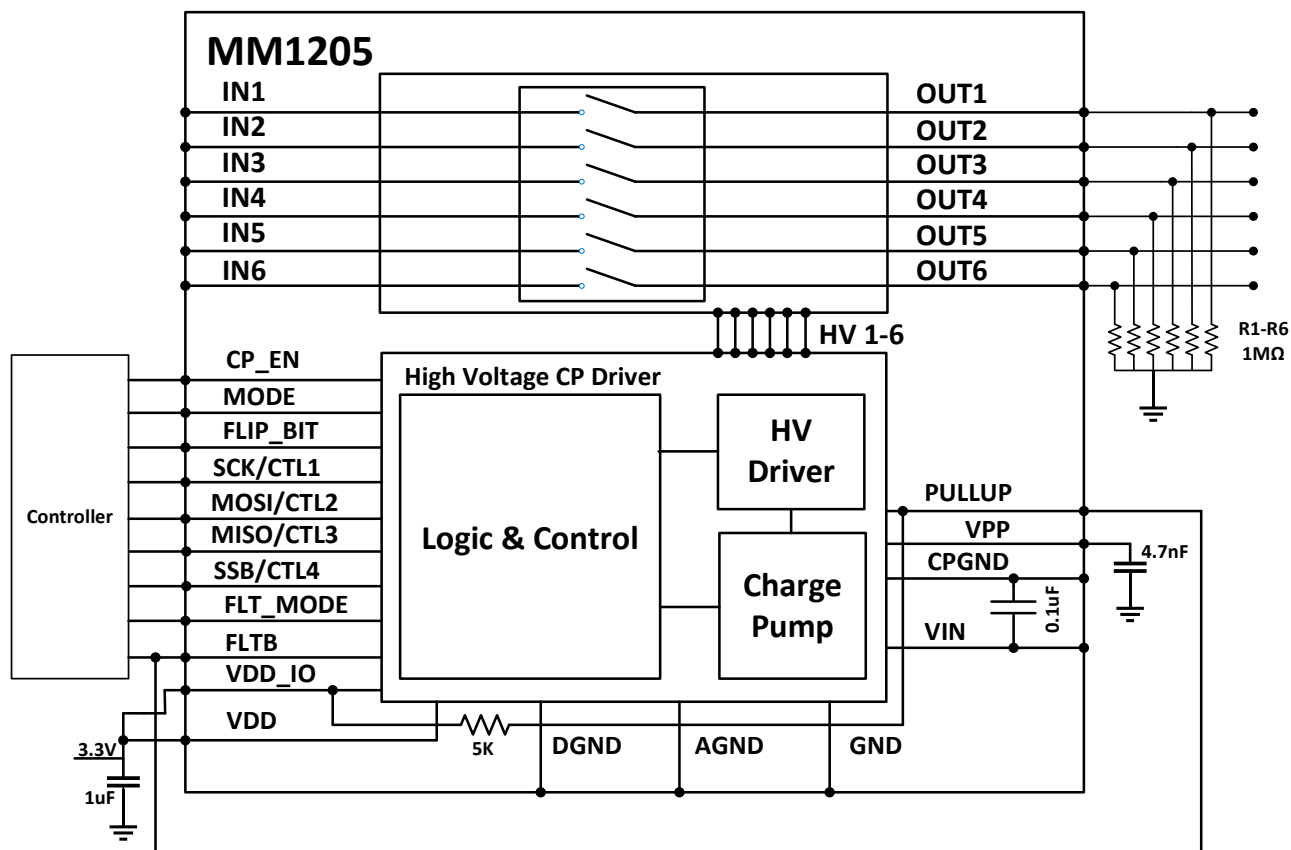 MM1205
IN1
OUT1
IN2
OUT2
IN3
OUT3
IN4
OUT4
IN5
OUT5
IN6
OUT6
HV 1-6
R1-R6
1MΩ
Controller
CP_EN
MODE
FLIP_BIT
SCK/CTL1
MOSI/CTL2
MISO/CTL3
SSB/CTL4
FLT_MODE
FLTB
VDD_IO
VDD
High Voltage CP Driver
Logic & Control
HV
Driver
Charge
Pump
PULLUP
VPP
4.7nF
CPGND
0.1uF
VIN
5K
DGND
AGND
GND
3.3V
1uF